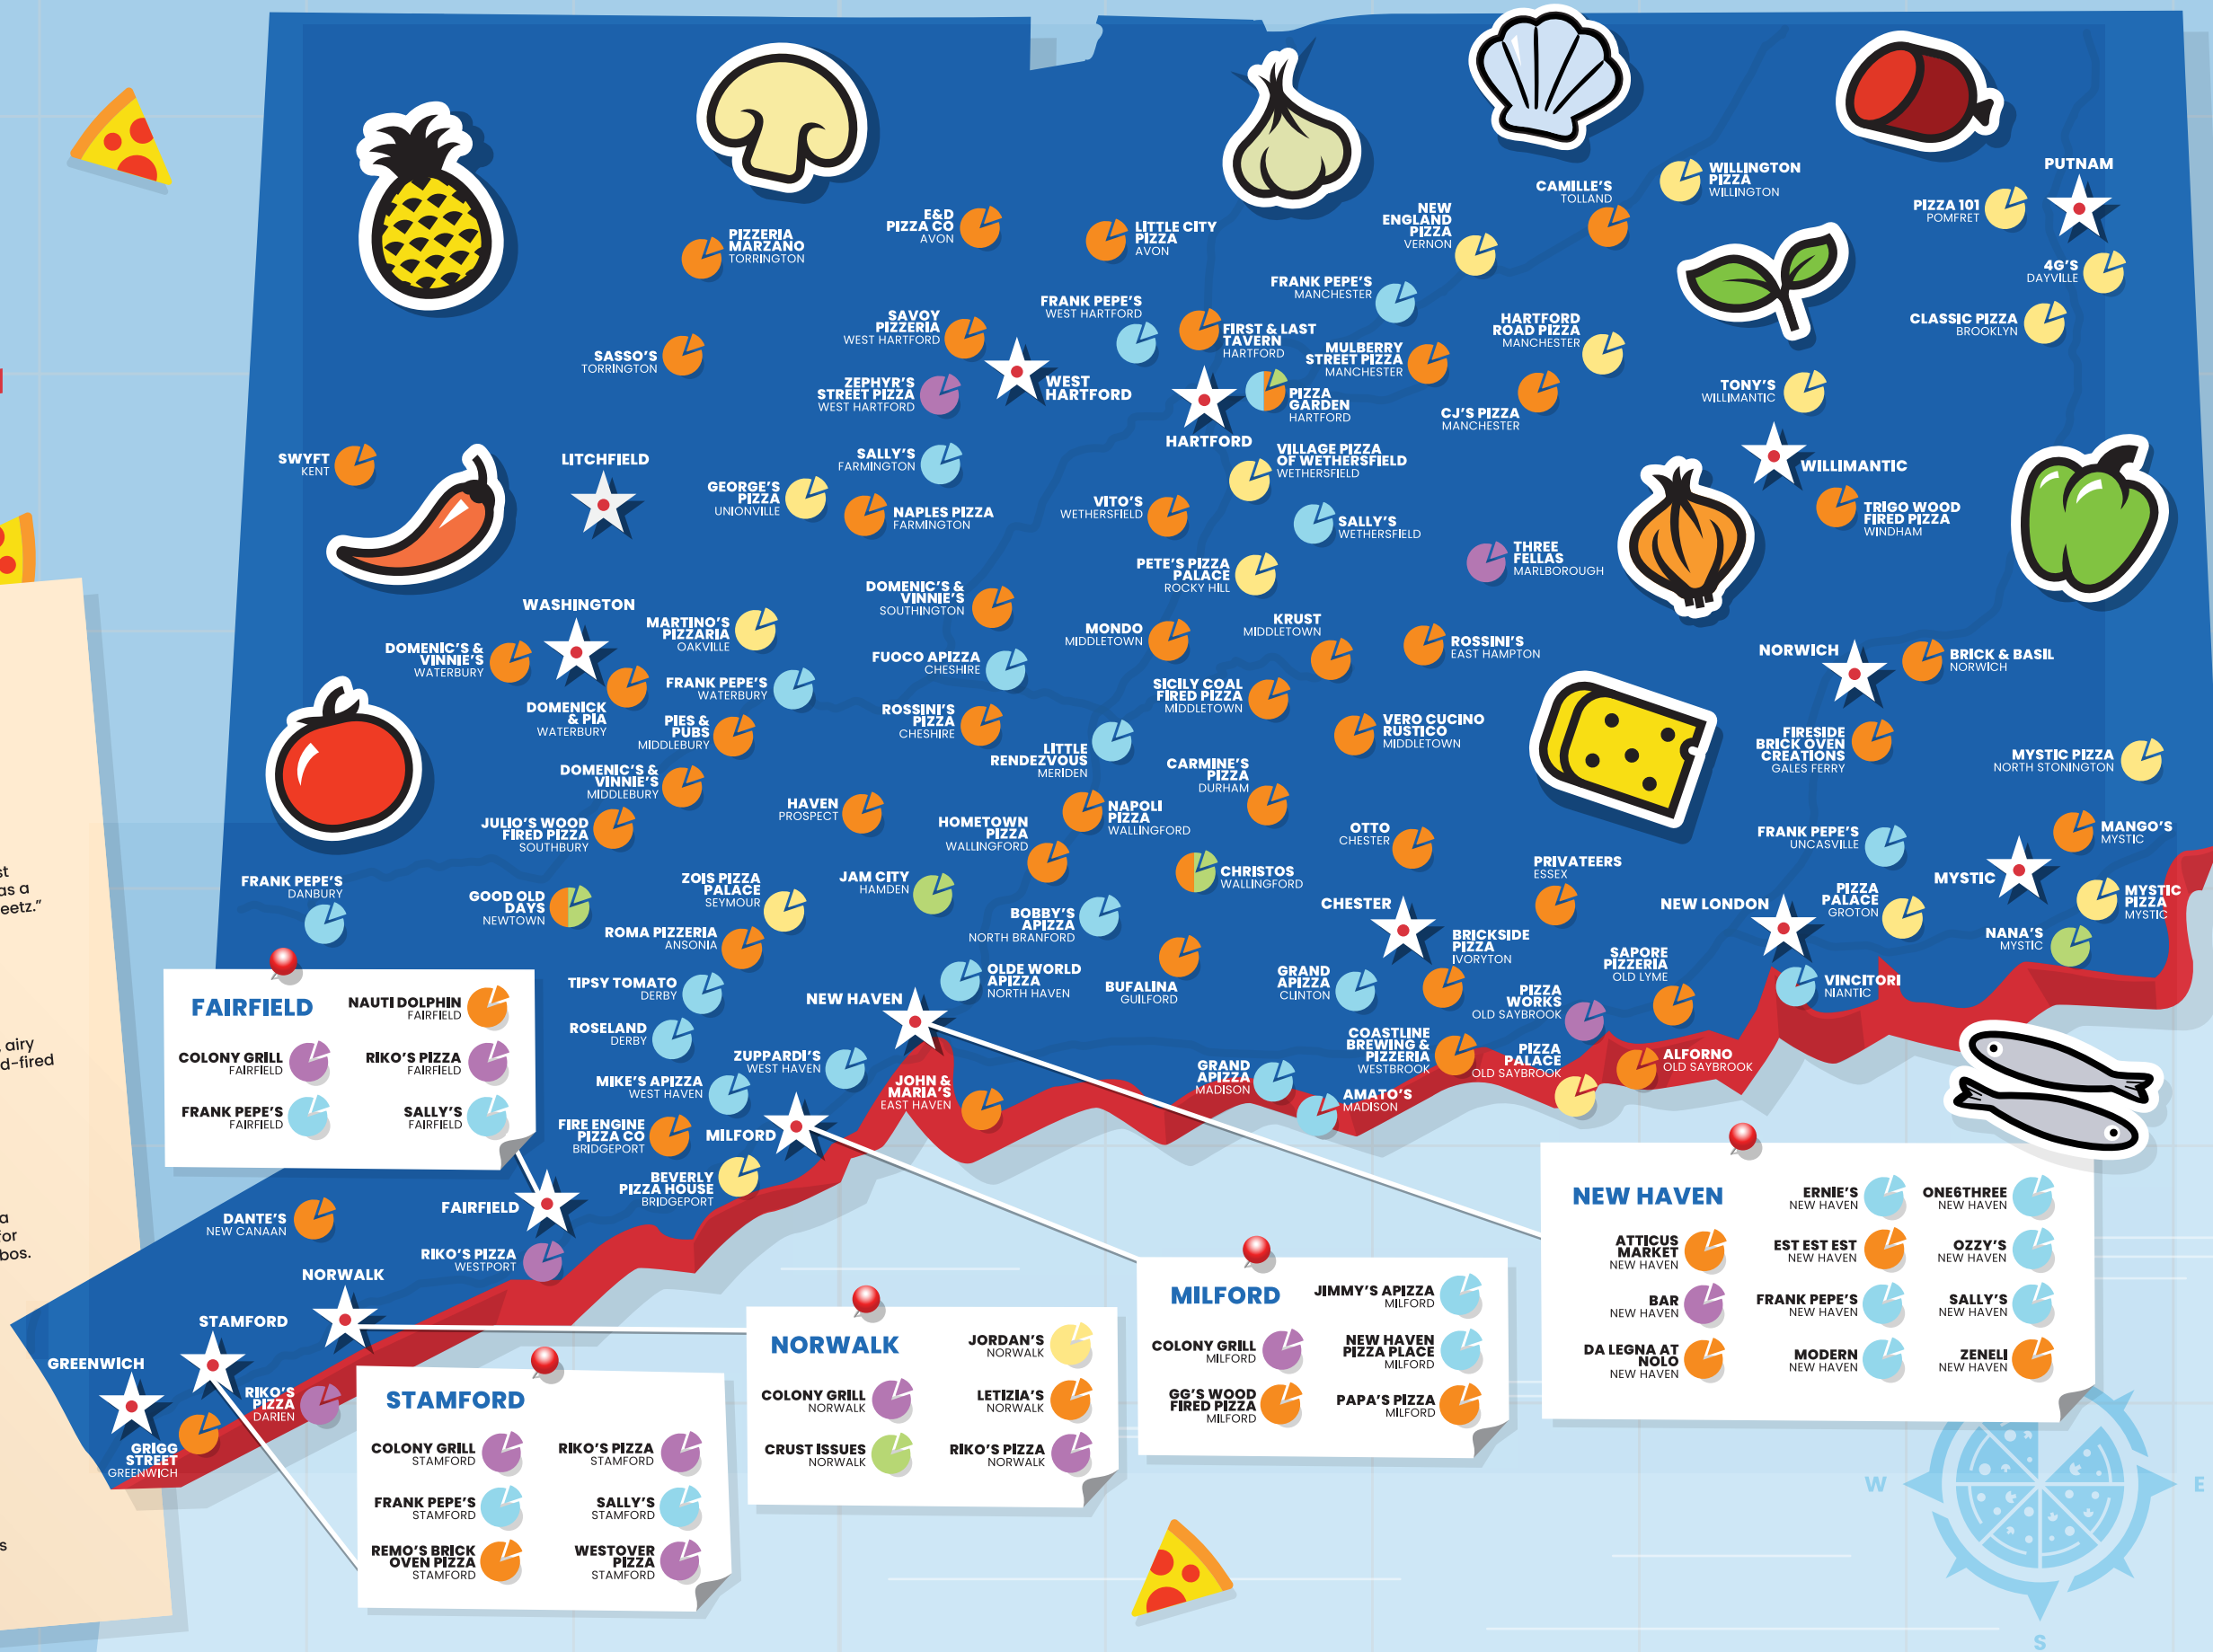 WILLINGTON
PIZZA
WILLINGTON
PUTNAM
CAMILLE'S
TOLLAND
PIZZA 101
POMFRET
NEW
ENGLAND
PIZZA
VERNON
E&D
PIZZA CO
AVON
LITTLE CITY
PIZZA
AVON
PIZZERIA
MARZANO
TORRINGTON
4G'S
DAYVILLE
FRANK PEPE'S
MANCHESTER
FRANK PEPE'S
WEST HARTFORD
CLASSIC PIZZA
BROOKLYN
SAVOY
PIZZERIA
WEST HARTFORD
FIRST & LAST
TAVERN
HARTFORD
HARTFORD
ROAD PIZZA
MANCHESTER
MULBERRY
STREET PIZZA
MANCHESTER
SASSO'S
TORRINGTON
ZEPHYR'S
STREET PIZZA
WEST HARTFORD
WEST
HARTFORD
PIZZA
GARDEN
HARTFORD
TONY'S
WILLIMANTIC
CJ'S PIZZA
MANCHESTER
HARTFORD
SWYFT
KENT
LITCHFIELD
SALLY'S
FARMINGTON
VILLAGE PIZZA
OF WETHERSFIELD
WETHERSFIELD
WILLIMANTIC
GEORGE'S
PIZZA
UNIONVILLE
NAPLES PIZZA
FARMINGTON
VITO'S
WETHERSFIELD
SALLY'S
WETHERSFIELD
TRIGO WOOD
FIRED PIZZA
WINDHAM
THREE
FELLAS
MARLBOROUGH
PETE'S PIZZA
PALACE
ROCKY HILL
DOMENIC'S &
VINNIE'S
SOUTHINGTON
WASHINGTON
MARTINO'S
PIZZARIA
OAKVILLE
MONDO
MIDDLETOWN
KRUST
MIDDLETOWN
ROSSINI'S
EAST HAMPTON
NORWICH
BRICK & BASIL
NORWICH
DOMENIC'S &
VINNIE'S
WATERBURY
FUOCO APIZZA
CHESHIRE
FRANK PEPE'S
WATERBURY
SICILY COAL
FIRED PIZZA
MIDDLETOWN
DOMENICK
& PIA
WATERBURY
PIES &
PUBS
MIDDLEBURY
ROSSINI'S
PIZZA
CHESHIRE
VERO CUCINO
RUSTICO
MIDDLETOWN
FIRESIDE
BRICK OVEN
CREATIONS
GALES FERRY
LITTLE
RENDEZVOUS
MERIDEN
MYSTIC PIZZA
NORTH STONINGTON
DOMENIC'S &
VINNIE'S
MIDDLEBURY
CARMINE'S
PIZZA
DURHAM
HAVEN
PROSPECT
NAPOLI
PIZZA
WALLINGFORD
JULIO'S WOOD
FIRED PIZZA
SOUTHBURY
HOMETOWN
PIZZA
WALLINGFORD
OTTO
CHESTER
FRANK PEPE'S
UNCASVILLE
MANGO'S
MYSTIC
PRIVATEERS
ESSEX
FRANK PEPE'S
DANBURY
ZOIS PIZZA
PALACE
SEYMOUR
JAM CITY
HAMDEN
CHRISTOS
WALLINGFORD
MYSTIC
GOOD OLD
DAYS
NEWTOWN
CHESTER
NEW LONDON
PIZZA
PALACE
GROTON
MYSTIC
PIZZA
MYSTIC
BOBBY'S
APIZZA
NORTH BRANFORD
ROMA PIZZERIA
ANSONIA
BRICKSIDE
PIZZA
IVORYTON
NANA'S
MYSTIC
SAPORE
PIZZERIA
OLD LYME
TIPSY TOMATO
DERBY
OLDE WORLD
APIZZA
NORTH HAVEN
BUFALINA
GUILFORD
GRAND
APIZZA
CLINTON
VINCITORI
NIANTIC
NEW HAVEN
PIZZA
WORKS
OLD SAYBROOK
ROSELAND
DERBY
COASTLINE
BREWING &
PIZZERIA
WESTBROOK
ZUPPARDI'S
WEST HAVEN
PIZZA
PALACE
OLD SAYBROOK
ALFORNO
OLD SAYBROOK
GRAND
APIZZA
MADISON
MIKE'S APIZZA
WEST HAVEN
JOHN &
MARIA'S
EAST HAVEN
AMATO'S
MADISON
FIRE ENGINE
PIZZA CO
BRIDGEPORT
MILFORD
BEVERLY
PIZZA HOUSE
BRIDGEPORT
FAIRFIELD
DANTE'S
NEW CANAAN
RIKO'S PIZZA
WESTPORT
NORWALK
STAMFORD
GREENWICH
RIKO'S
PIZZA
DARIEN
GRIGG
STREET
GREENWICH
FAIRFIELD
NAUTI DOLPHIN
FAIRFIELD
COLONY GRILL
FAIRFIELD
RIKO'S PIZZA
FAIRFIELD
FRANK PEPE'S
FAIRFIELD
SALLY'S
FAIRFIELD
STAMFORD
COLONY GRILL
STAMFORD
RIKO'S PIZZA
STAMFORD
FRANK PEPE'S
STAMFORD
SALLY'S
STAMFORD
REMO'S BRICK
OVEN PIZZA
STAMFORD
WESTOVER
PIZZA
STAMFORD
NORWALK
JORDAN'S
NORWALK
COLONY GRILL
NORWALK
LETIZIA'S
NORWALK
CRUST ISSUES
NORWALK
RIKO'S PIZZA
NORWALK
MILFORD
JIMMY'S APIZZA
MILFORD
COLONY GRILL
MILFORD
NEW HAVEN
PIZZA PLACE
MILFORD
GG'S WOOD
FIRED PIZZA
MILFORD
PAPA'S PIZZA
MILFORD
NEW HAVEN
ERNIE'S
NEW HAVEN
ONE6THREE
NEW HAVEN
ATTICUS
MARKET
NEW HAVEN
EST EST EST
NEW HAVEN
OZZY'S
NEW HAVEN
BAR
NEW HAVEN
FRANK PEPE'S
NEW HAVEN
SALLY'S
NEW HAVEN
DA LEGNA AT
NOLO
NEW HAVEN
MODERN
NEW HAVEN
ZENELI
NEW HAVEN
as a
eetz."
airy
d-fired
a
for
bos.
W
E
S